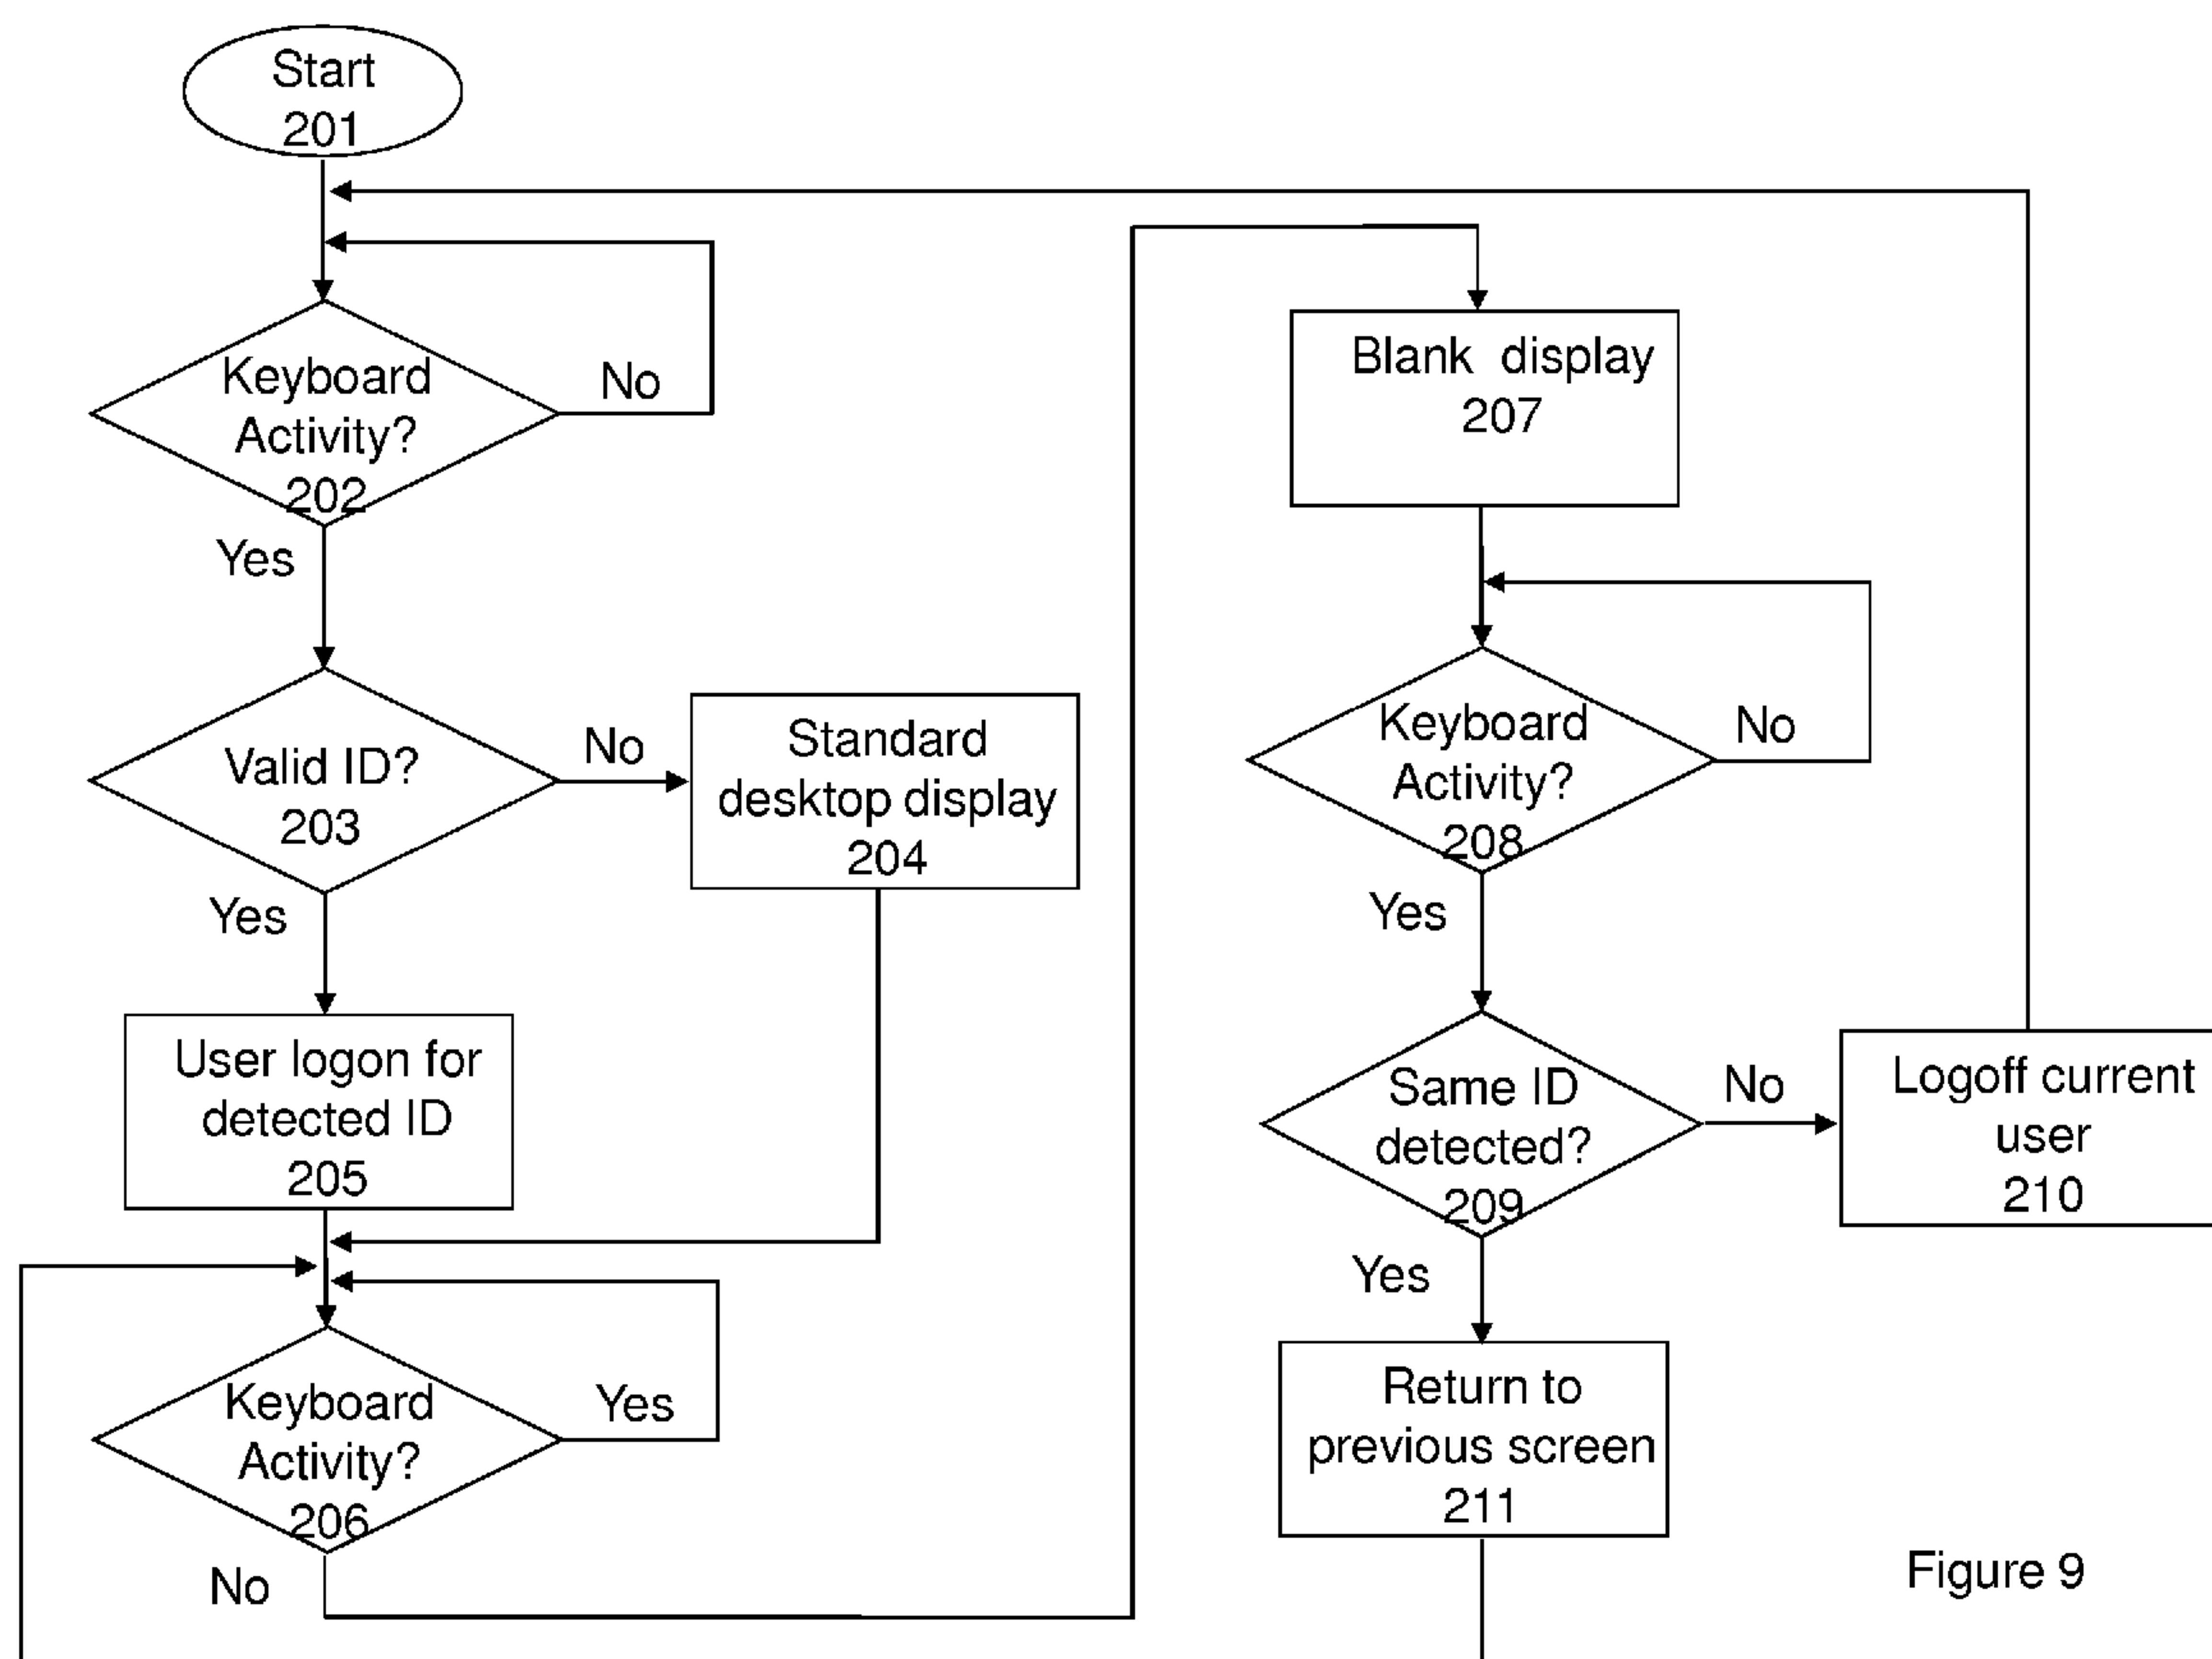 Start
201
Keyboard
Activity?
202
No
Yes
Valid ID?
203
No
Standard
desktop display
204
Yes
User logon for
detected ID
205
Keyboard
Activity?
206
Yes
No
Blank display
207
Keyboard
Activity?
208
No
Yes
Same ID
detected?
209
No
Logoff current
user
210
Yes
Return to
previous screen
211
Figure 9